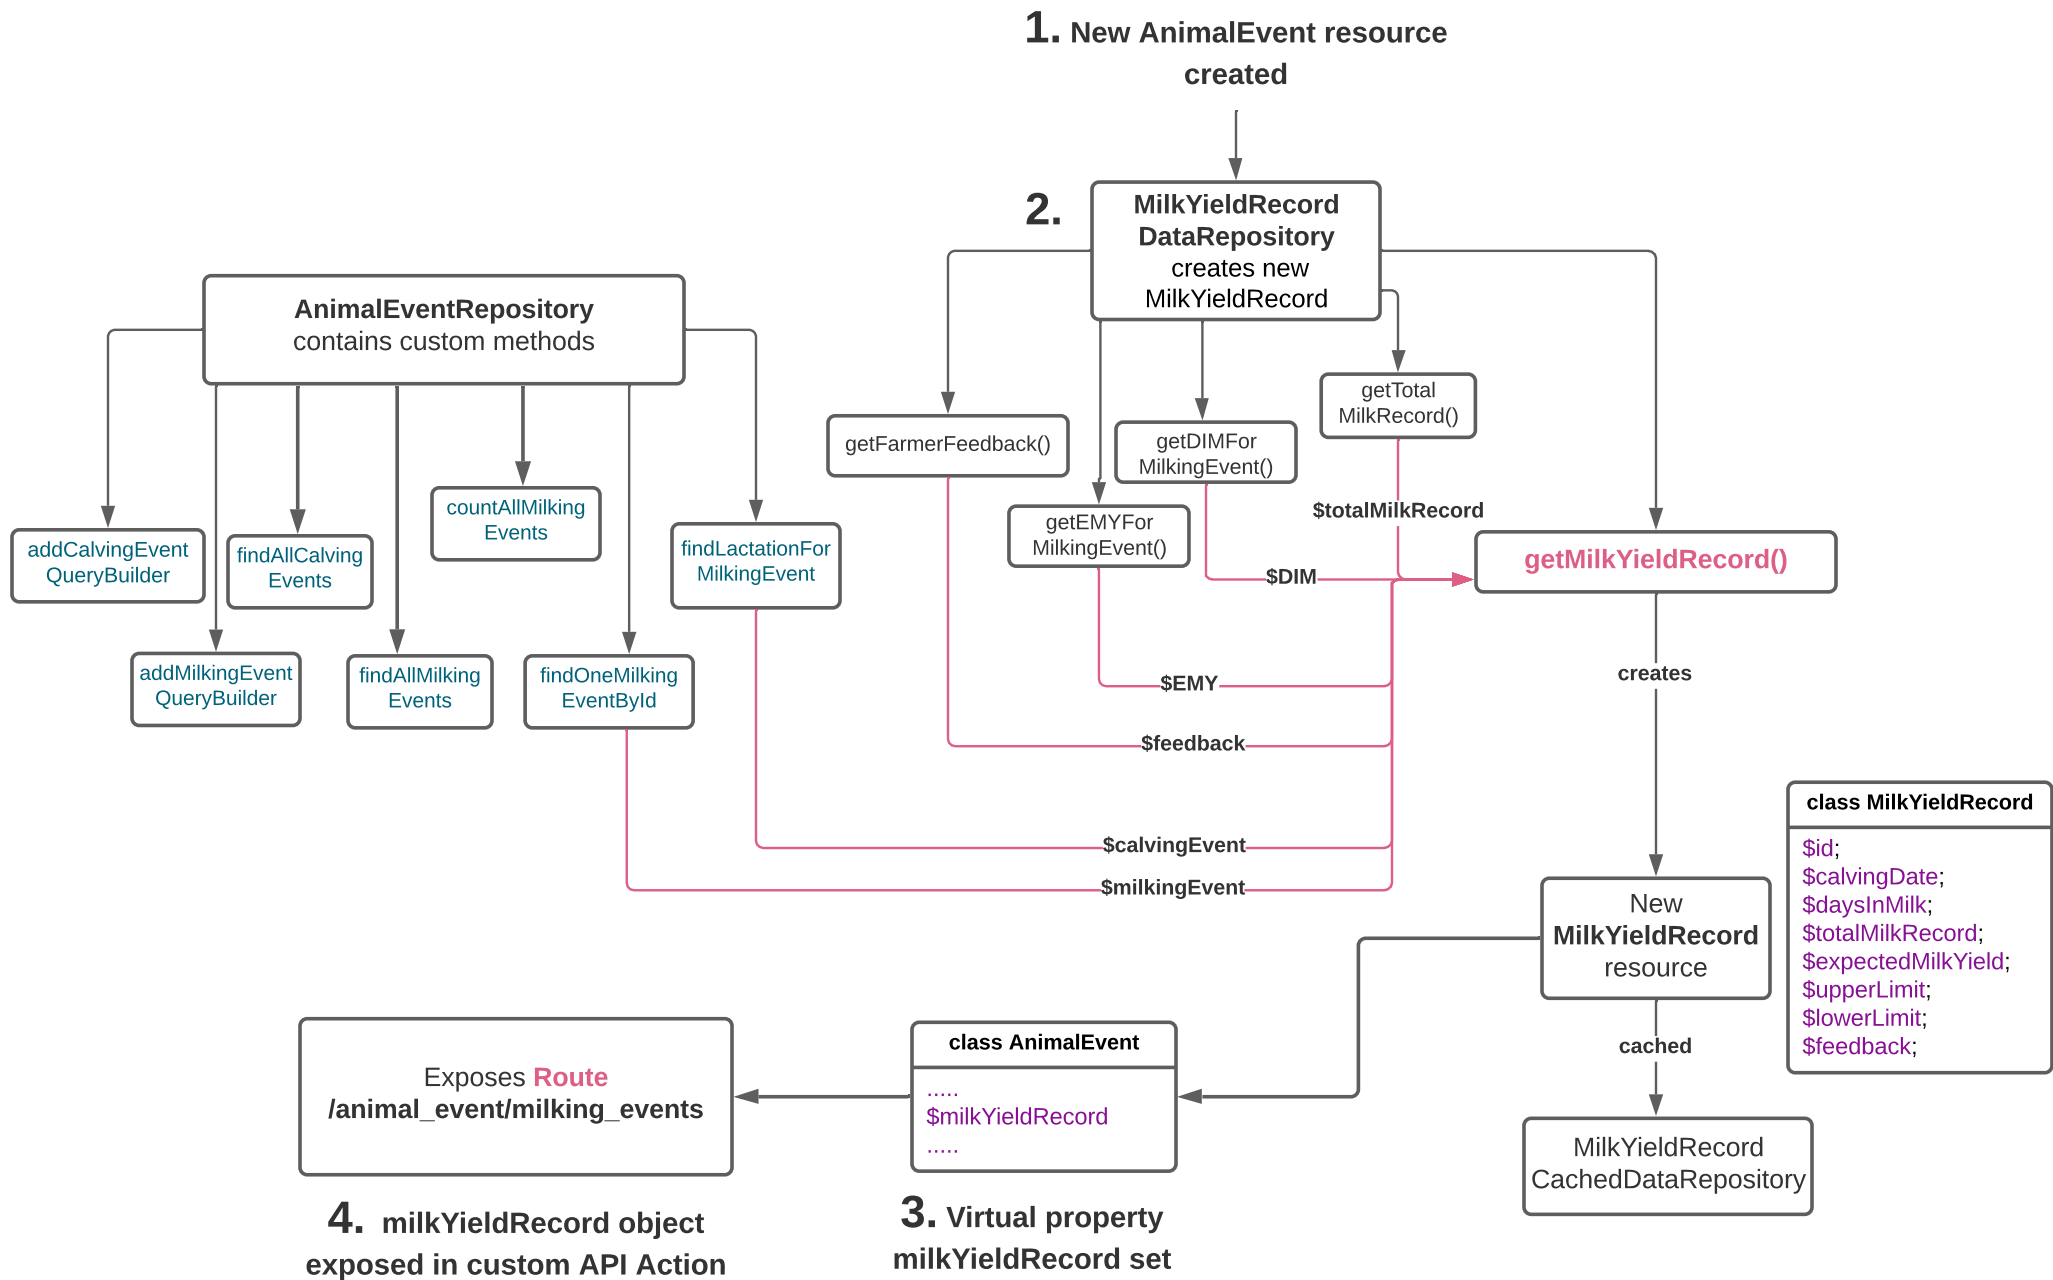 1. New AnimalEvent resource
created
2.
MilkYieldRecord
DataRepository
creates new
MilkYieldRecord
AnimalEventRepository
contains custom methods
getTotal
MilkRecord()
getFarmerFeedback()
getDIMFor
MilkingEvent()
getEMYFor
MilkingEvent()
countAllMilking
Events
addCalvingEvent
QueryBuilder
findAllCalving
Events
findLactationFor
MilkingEvent
$totalMilkRecord
getMilkYieldRecord()
$DIM
addMilkingEvent
QueryBuilder
findAllMilking
Events
findOneMilking
EventById
creates
$EMY
$feedback
$calvingEvent
$milkingEvent
class MilkYieldRecord
$id;
$calvingDate;
$daysInMilk;
$totalMilkRecord;
$expectedMilkYield;
$upperLimit;
$lowerLimit;
$feedback;
New
MilkYieldRecord
resource
cached
MilkYieldRecord
CachedDataRepository
class AnimalEvent
.....
$milkYieldRecord
.....
Exposes Route
/animal_event/milking_events
3. Virtual property
milkYieldRecord set
4. milkYieldRecord object
exposed in custom API Action